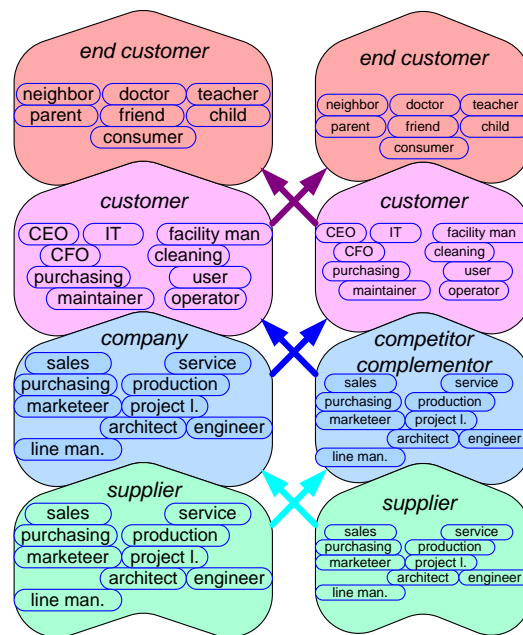 end customer
neighbor doctor teacher
parent friend child
consumer
customer
CEO IT facility man
CFO cleaning
purchasing user
maintainer operator
company
sales service
purchasing production
marketeer project l.
architect engineer
line man.
supplier
sales service
purchasing production
marketeer project l.
architect engineer
line man.
end customer
neighbor doctor teacher
parent friend child
consumer
customer
CEO IT facility man
CFO cleaning
purchasing user
maintainer operator
competitor
complementor
sales service
purchasing production
marketeer project l.
architect engineer
line man.
supplier
sales service
purchasing production
marketeer project l.
architect engineer
line man.